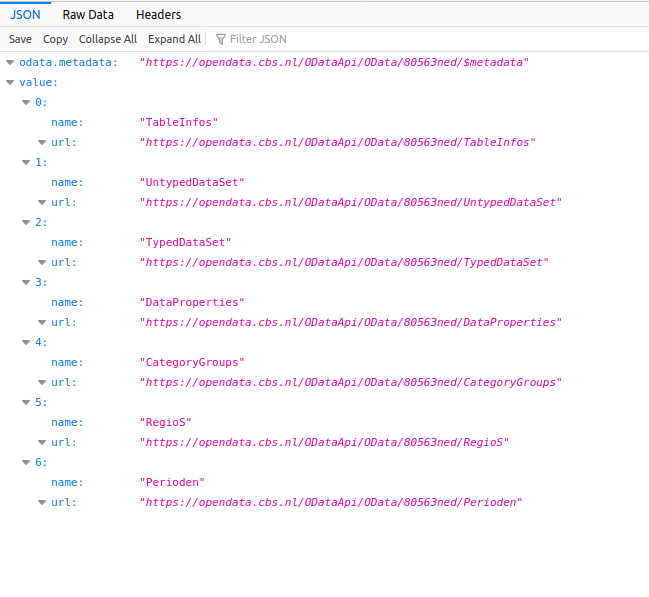 JSON Raw Data Headers
Save Copy Collapse All Expand All Filter JSON
odata.metadata: "https://opendata.cbs.nl/ODataApi/OData/80563ned/$metadata"
value:
0:
name: "TableInfos"
url: "https://opendata.cbs.nl/ODataApi/OData/80563ned/TableInfos"
1:
name: "UntypedDataSet"
url: "https://opendata.cbs.nl/ODataApi/OData/80563ned/UntypedDataSet"
2:
name: "TypedDataSet"
url: "https://opendata.cbs.nl/ODataApi/OData/80563ned/TypedDataSet"
3:
name: "DataProperties"
url: "https://opendata.cbs.nl/ODataApi/OData/80563ned/DataProperties"
4:
name: "CategoryGroups"
url: "https://opendata.cbs.nl/ODataApi/OData/80563ned/CategoryGroups"
5:
name: "RegioS"
url: "https://opendata.cbs.nl/ODataApi/OData/80563ned/RegioS"
6:
name: "Perioden"
url: "https://opendata.cbs.nl/ODataApi/OData/80563ned/Perioden"